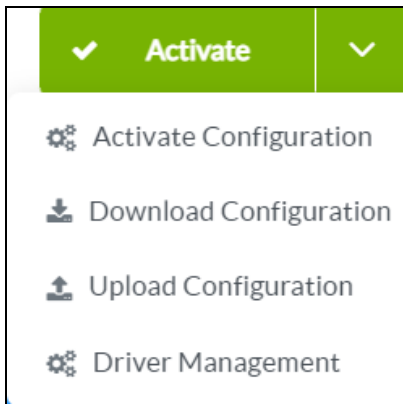 Activate
Activate Configuration
Download Configuration
Upload Configuration
Driver Management